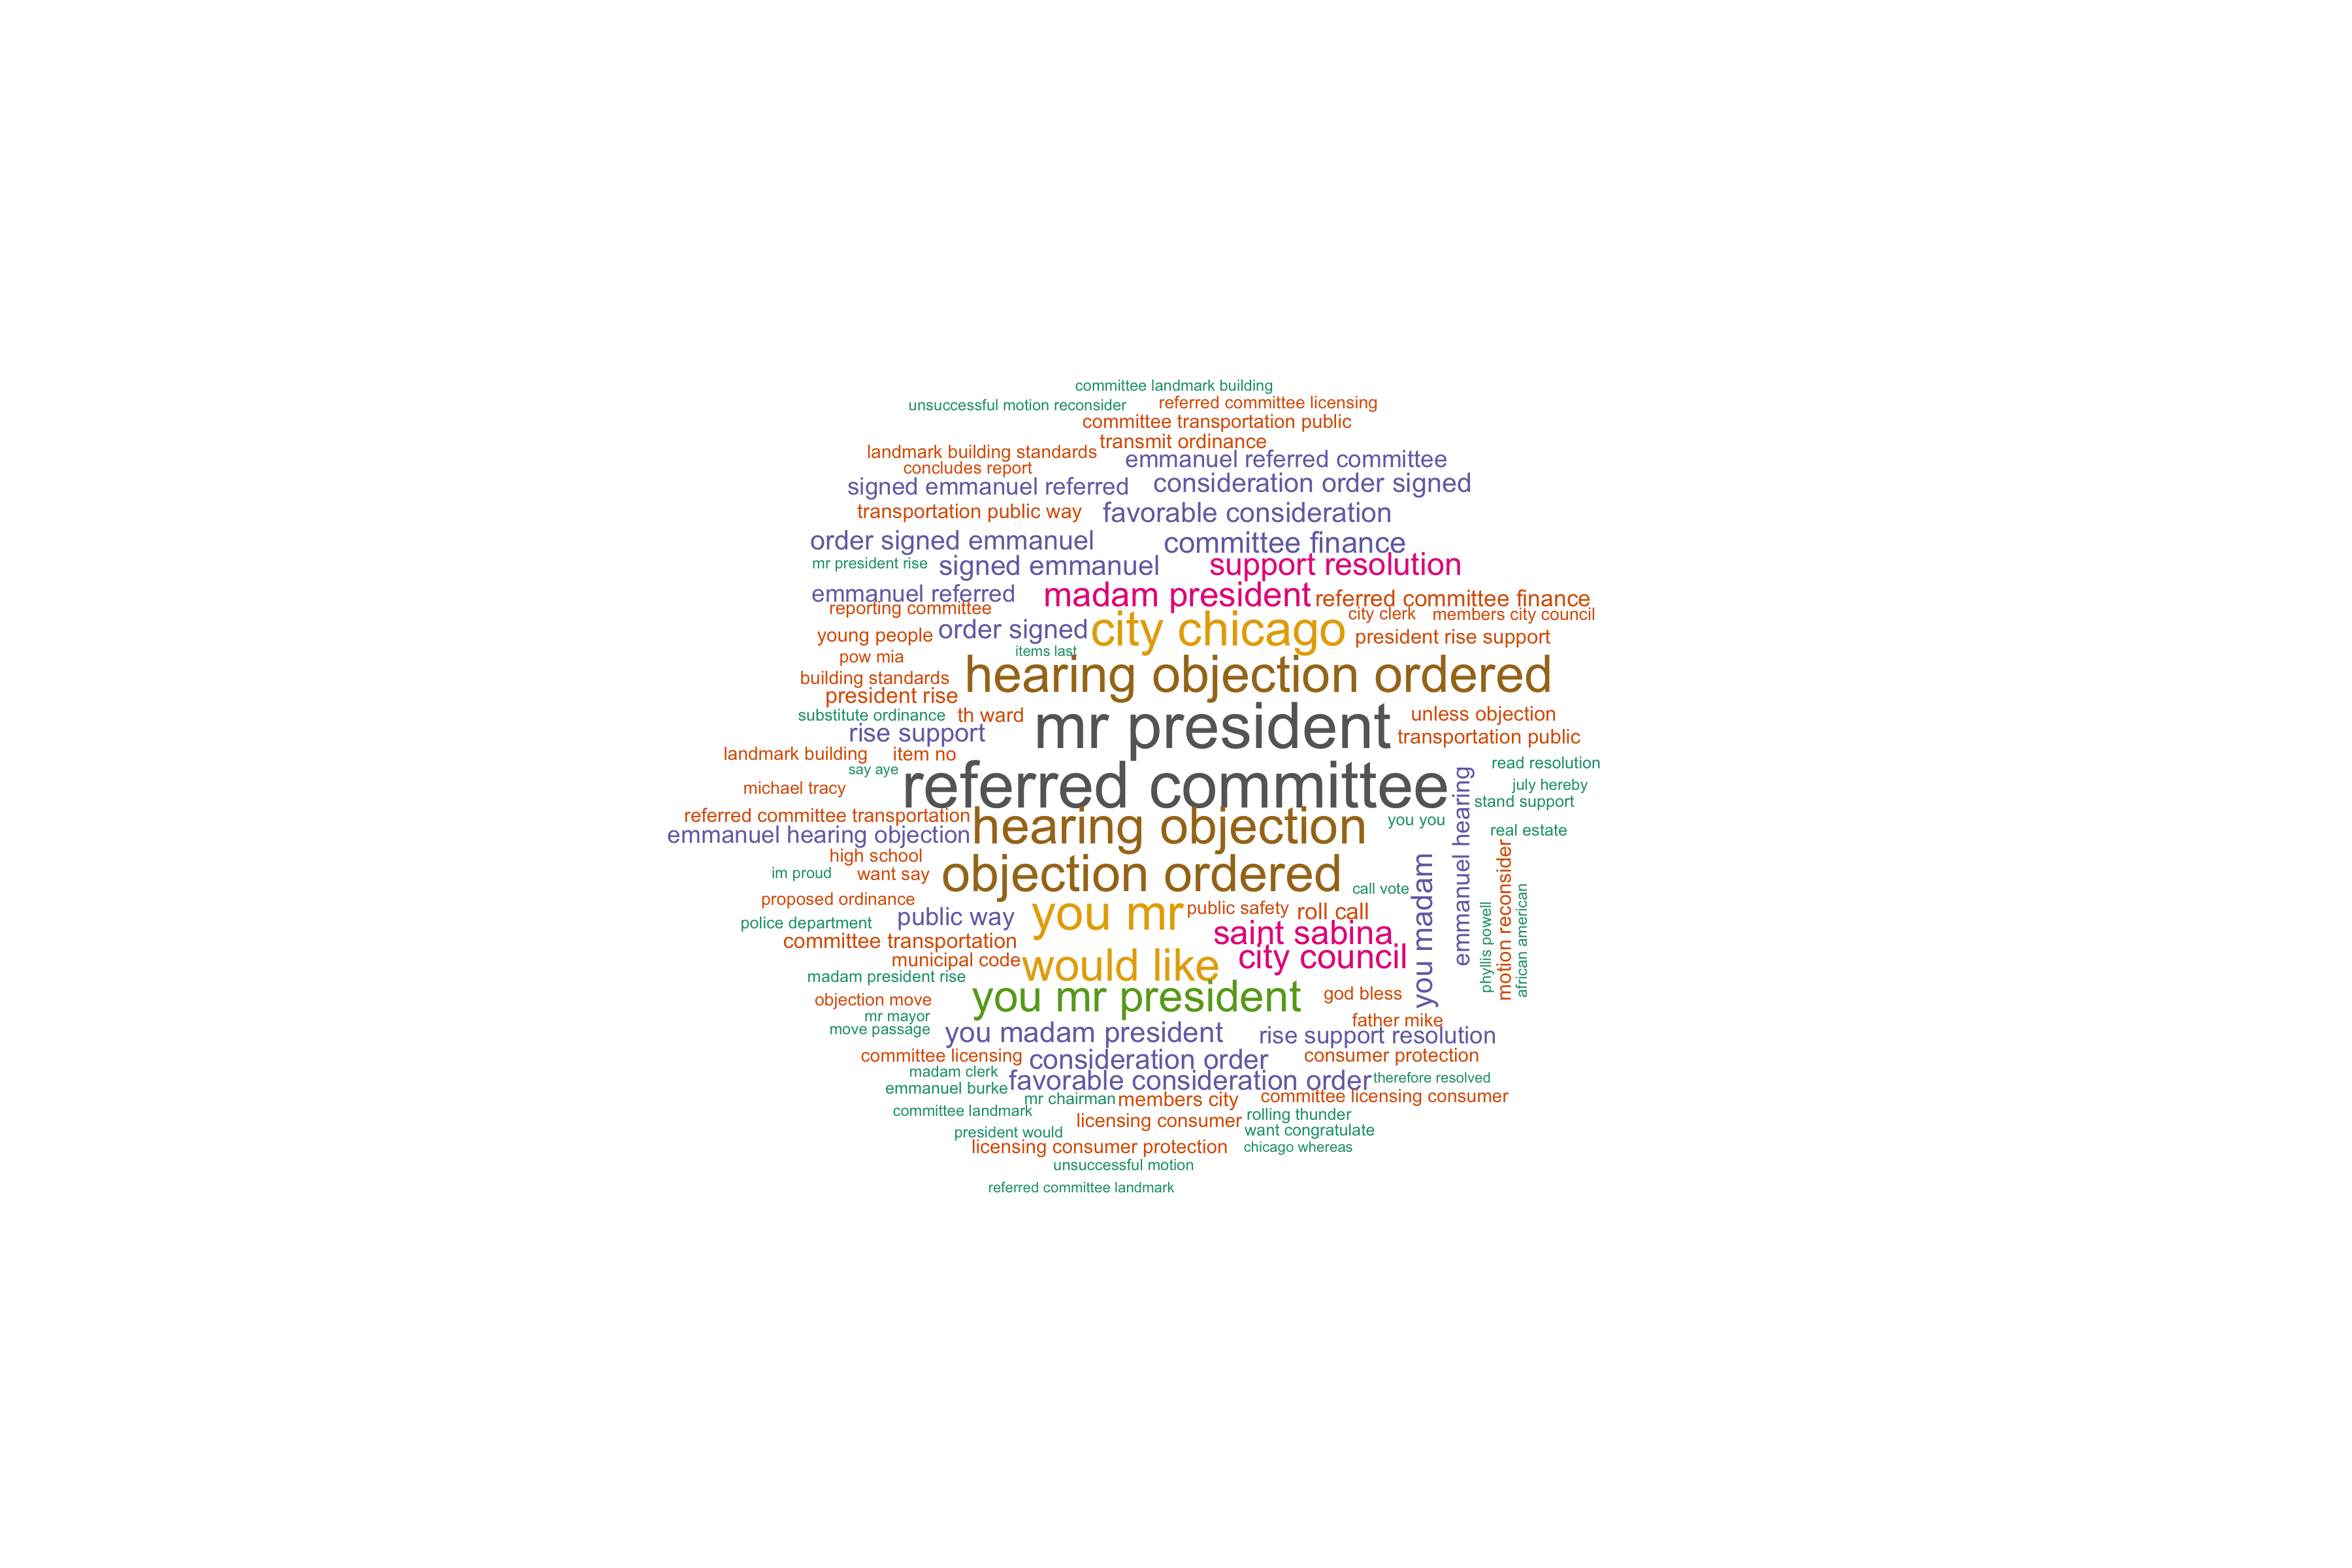 committee landmark building
unsuccessful motion reconsider
referred committee licensing
committee transportation public
transmit ordinance
landmark building standards
emmanuel referred committee
concludes report
signed emmanuel referred
consideration order signed
transportation public way
favorable consideration
order signed emmanuel
committee finance
mr president rise
signed emmanuel
support resolution
emmanuel referred
madam president
referred committee finance
reporting committee
city clerk
members city council
young people
order signed
city chicago
president rise support
items last
pow mia
hearing objection ordered
building standards
president rise
substitute ordinance
th ward
mr president
unless objection
rise support
transportation public
landmark building
item no
say aye
referred committee
read resolution
michael tracy
july hereby
stand support
referred committee transportation
emmanuel hearing objection
hearing objection
you you
emmanuel hearing
real estate
high school
im proud
want say
objection ordered
call vote
you madam
motion reconsider
phyllis powell
african american
proposed ordinance
police department
public way
you mr
public safety
roll call
committee transportation
saint sabina
municipal code
would like
city council
madam president rise
objection move
you mr president
god bless
mr mayor
move passage
father mike
you madam president
rise support resolution
committee licensing
consideration order
consumer protection
madam clerk
emmanuel burke
favorable consideration order
therefore resolved
mr chairman
members city
committee licensing consumer
committee landmark
licensing consumer
rolling thunder
president would
want congratulate
licensing consumer protection
chicago whereas
unsuccessful motion
referred committee landmark